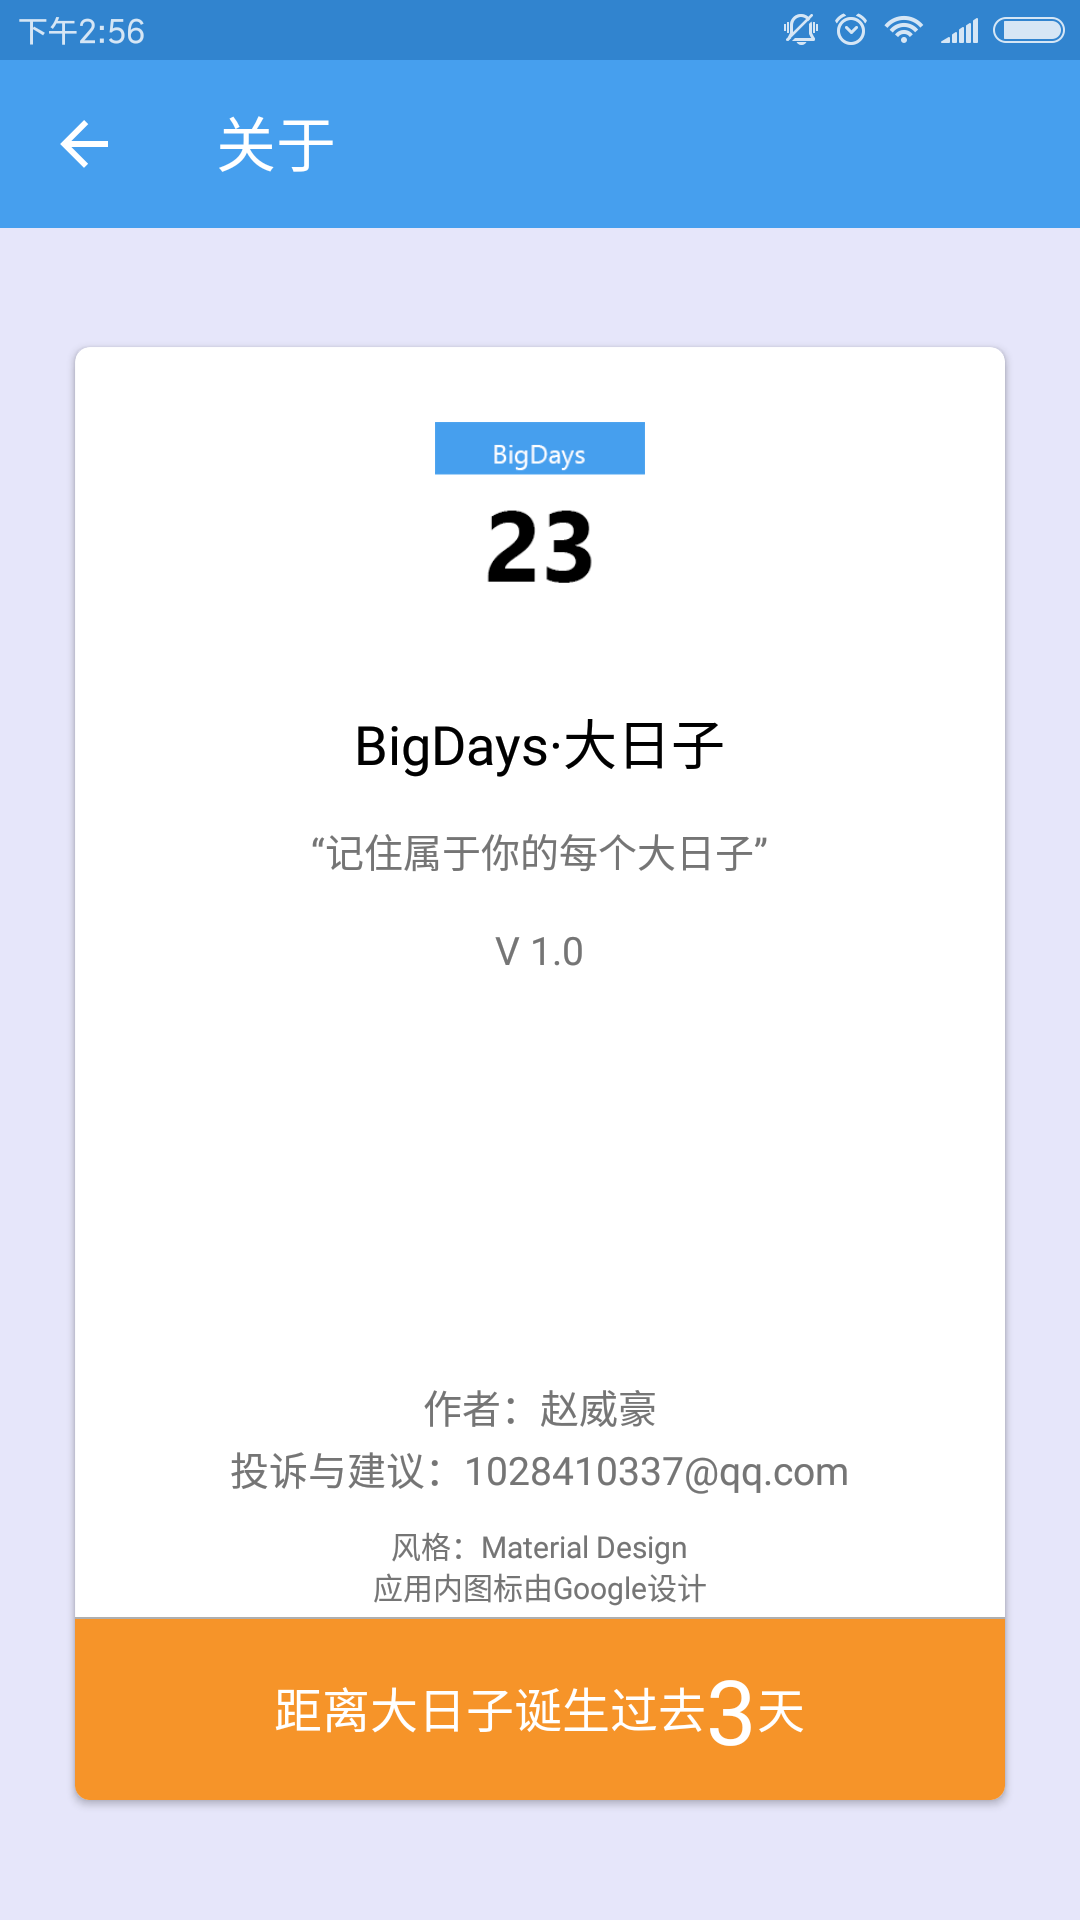 下午2:56
关于
BigDays
23
BigDays·大日子
“记住属于你的每个大日子”
V 1.0
作者：赵威豪
投诉与建议：1028410337@qq.com
风格：Material Design
应用内图标由Google设计
距离大日子诞生过去3天